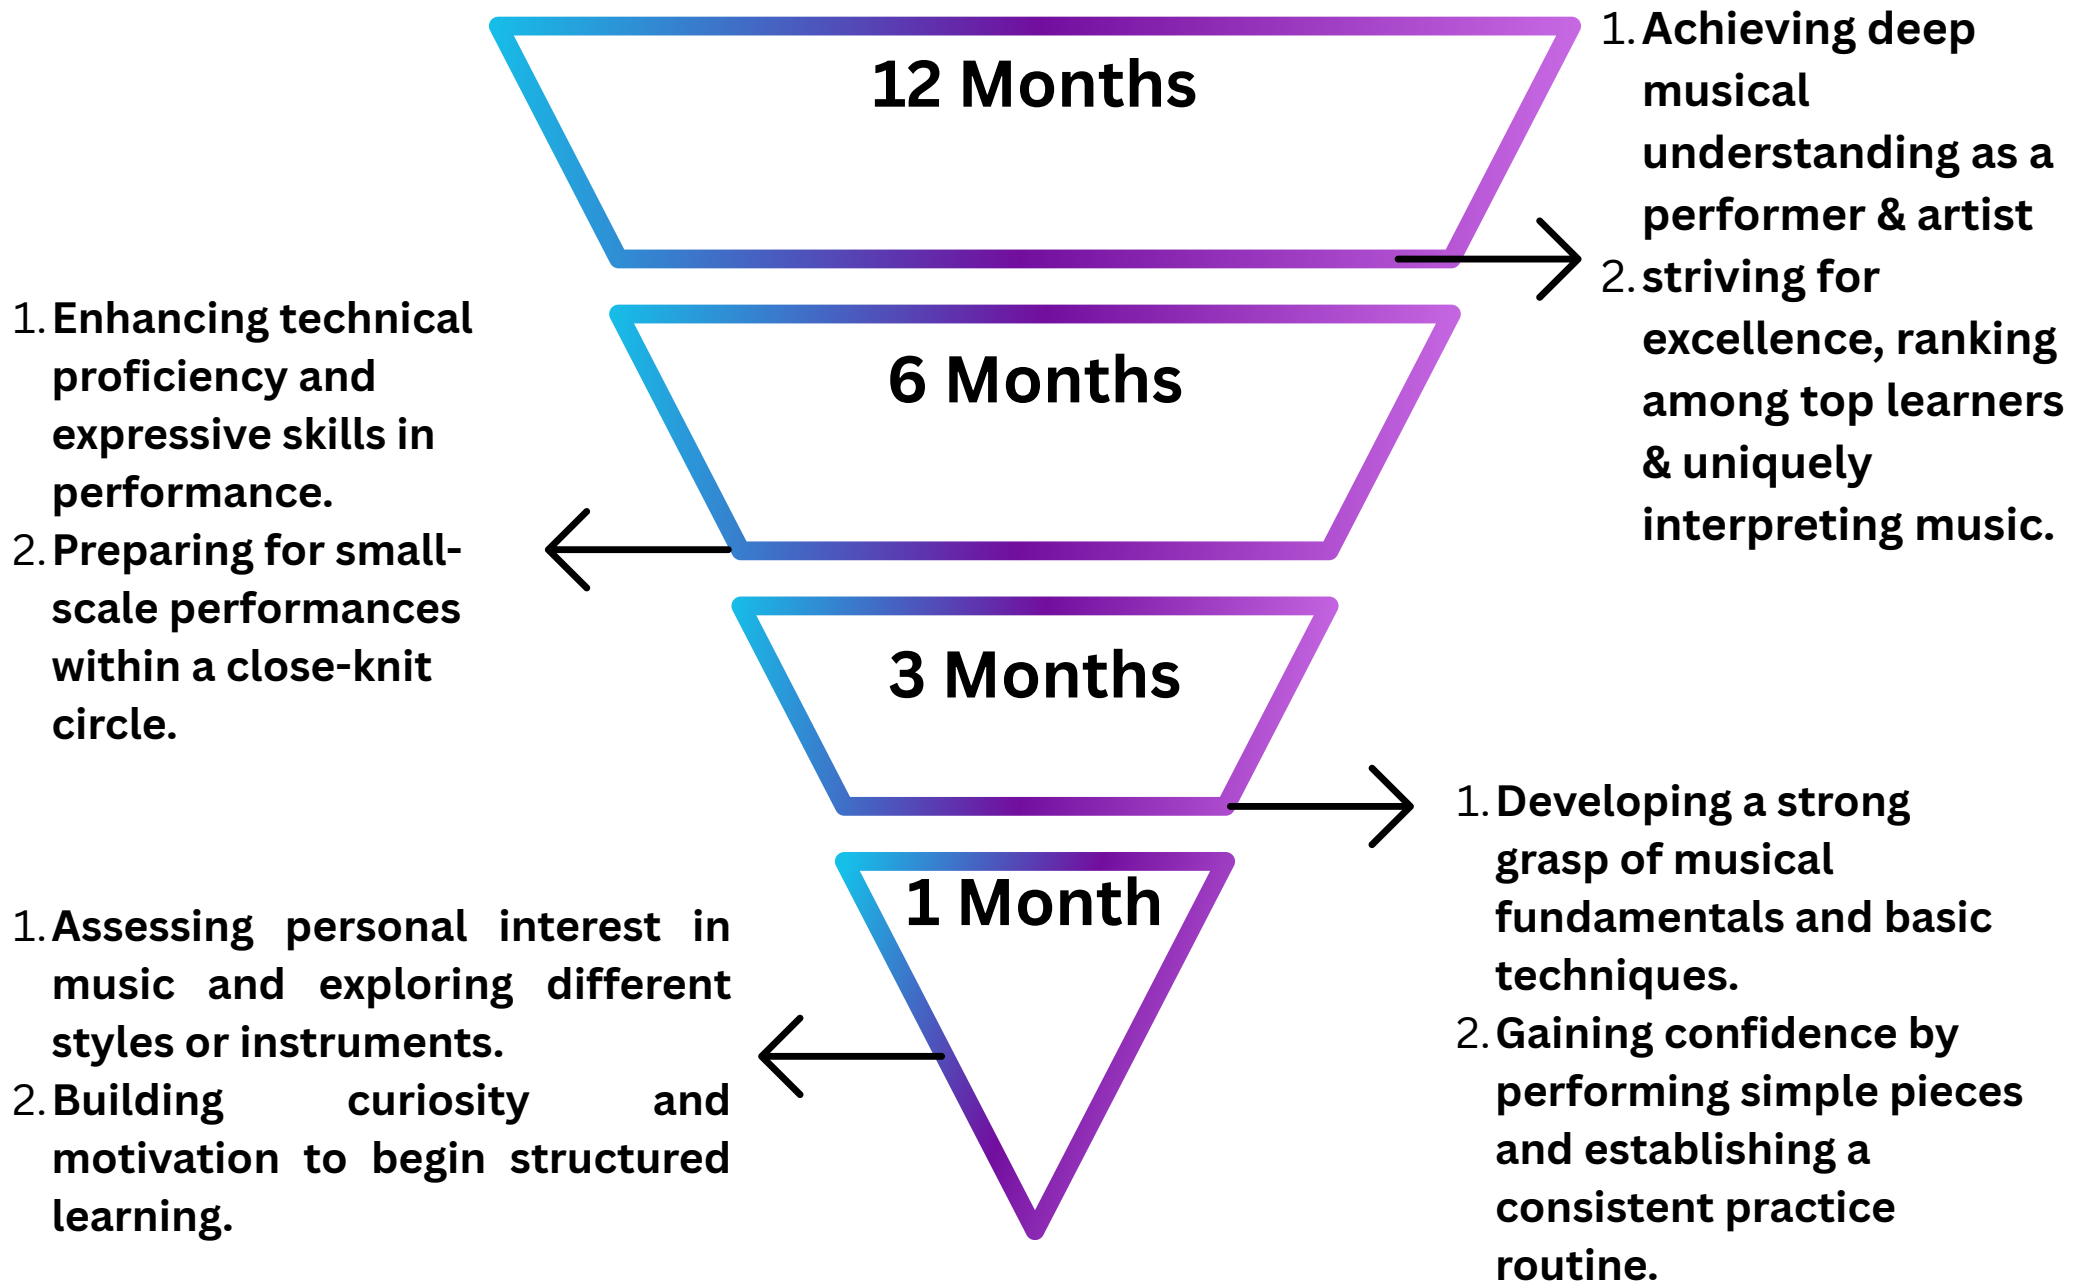 12 Months
1. Achieving deep
musical
understanding as a
performer & artist
2. striving for
excellence, ranking
among top learners
& uniquely
interpreting music.
6 Months
1. Enhancing technical
proficiency and
expressive skills in
performance.
2. Preparing for small-
scale performances
within a close-knit
circle.
3 Months
1. Developing a strong
grasp of musical
fundamentals and basic
techniques.
2. Gaining confidence by
performing simple pieces
and establishing a
consistent practice
routine.
1 Month
1. Assessing personal interest in
music and exploring different
styles or instruments.
2. Building curiosity and
motivation to begin structured
learning.